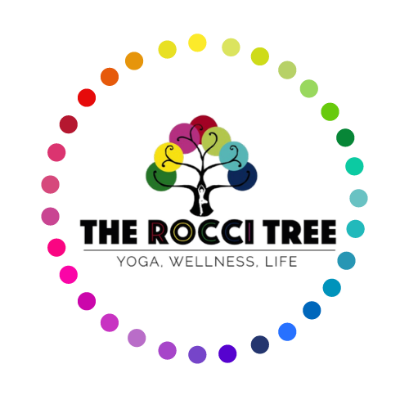 THE ROCCI TREE
YOGA, WELLNESS, LIFE